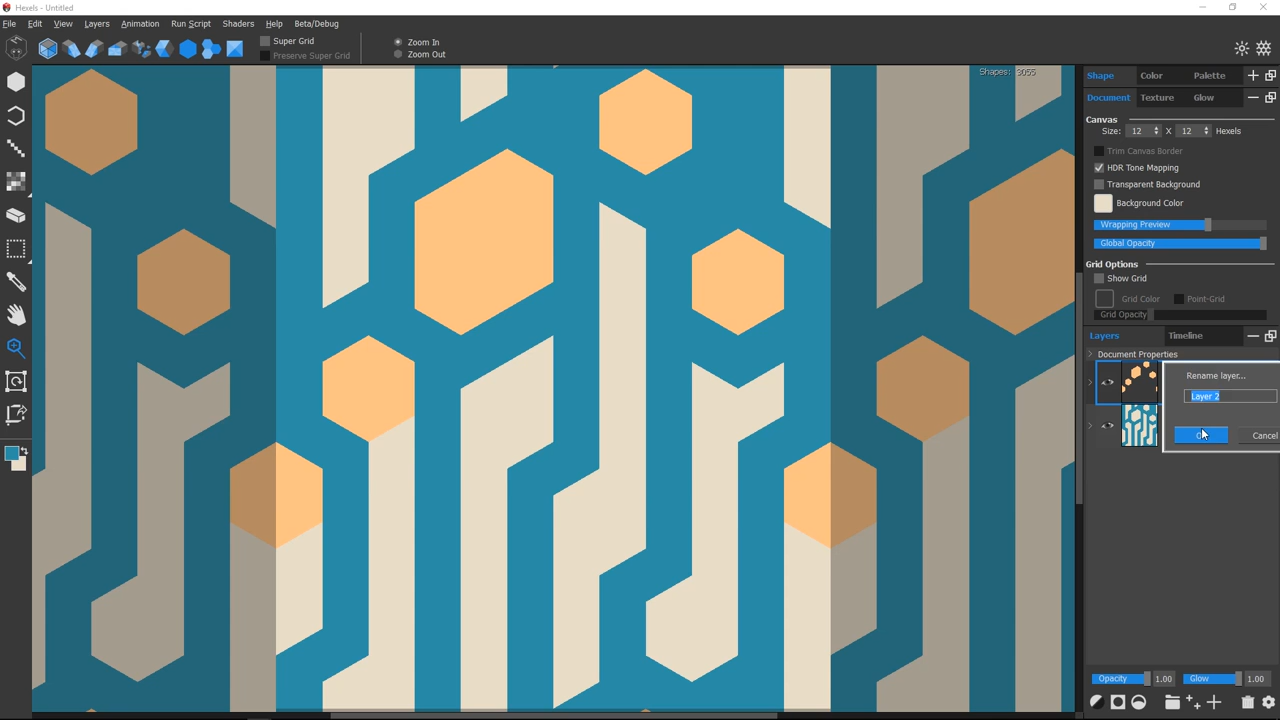 Hexels - Untitled
File Edit View Layers Animation Run Script Shaders Help Beta/Debug
Super Grid
Preserve Super Grid
Zoom In
Zoom Out
Shapes: 3055
Shape Color Palette
Document Texture Glow
Canvas
Size: 12 X 12 Hexels
Trim Canvas Border
HDR Tone Mapping
Transparent Background
Background Color
Wrapping Preview
Global Opacity
Grid Options
Show Grid
Grid Color Point-Grid
Grid Opacity
Layers Timeline
Document Properties
Rename layer...
Layer 2
Cancel
Opacity 1.00 Glow 1.00